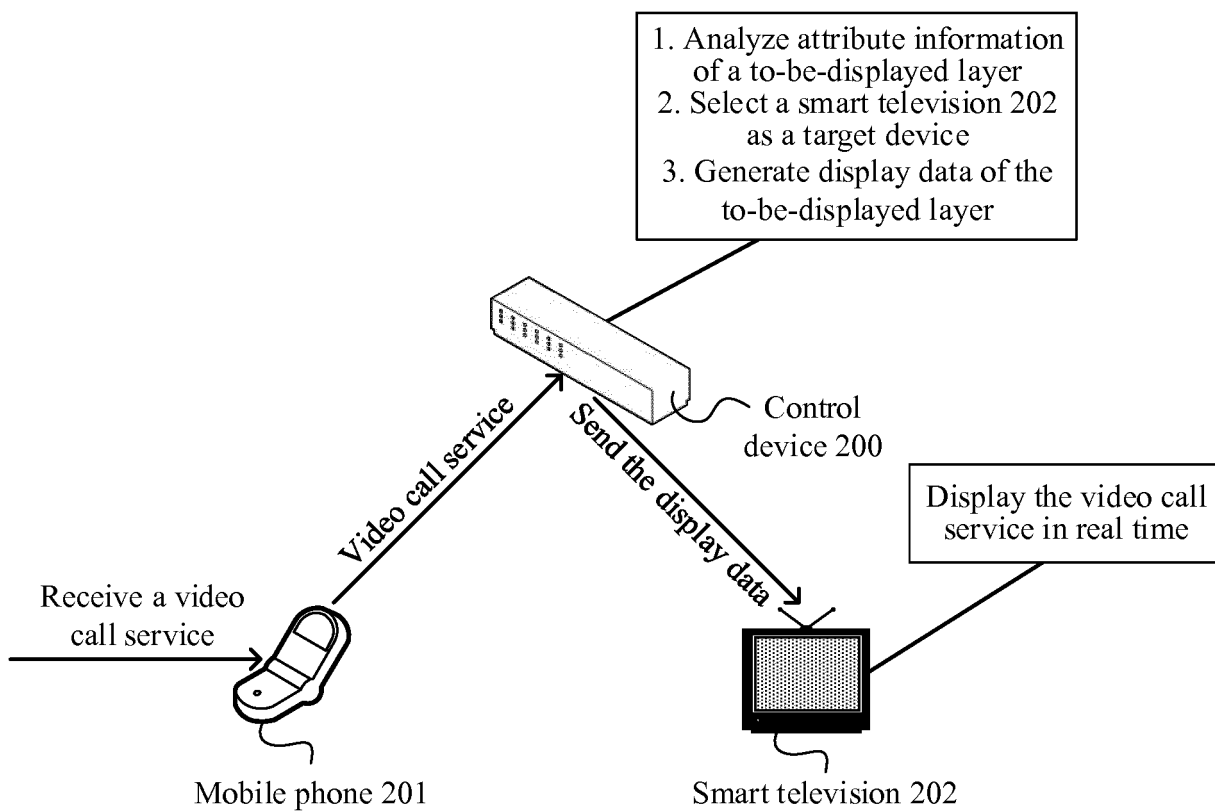 1. Analyze attribute information
of a to-be-displayed layer
2. Select a smart television 202
as a target device
3. Generate display data of the
to-be-displayed layer
Control
device 200
Video call service
Send the display data
Display the video call
service in real time
Receive a video
call service
Mobile phone 201
Smart television 202